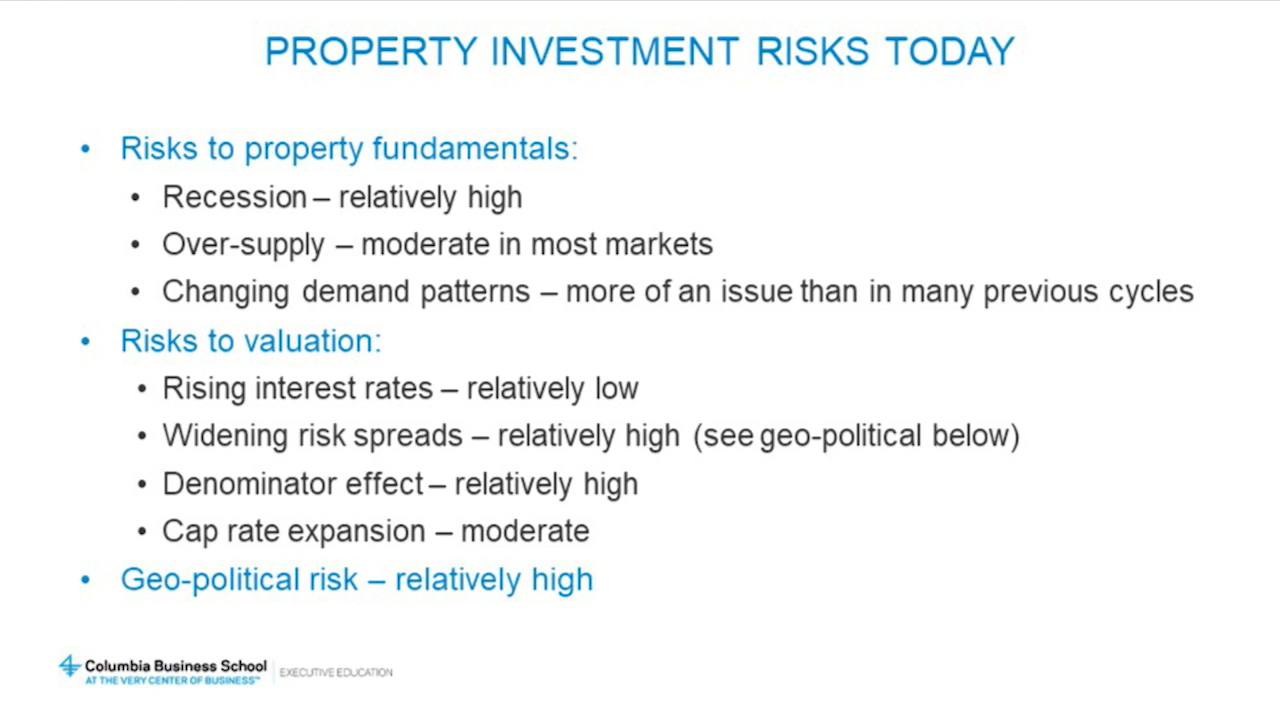 PROPERTY INVESTMENT RISKS TODAY
• Risks to property fundamentals:
• Recession – relatively high
• Over-supply – moderate in most markets
• Changing demand patterns – more of an issue than in many previous cycles
• Risks to valuation:
• Rising interest rates – relatively low
• Widening risk spreads – relatively high (see geo-political below)
• Denominator effect – relatively high
• Cap rate expansion – moderate
• Geo-political risk – relatively high
Columbia Business School
AT THE VERY CENTER OF BUSINESS™
EXECUTIVE EDUCATION